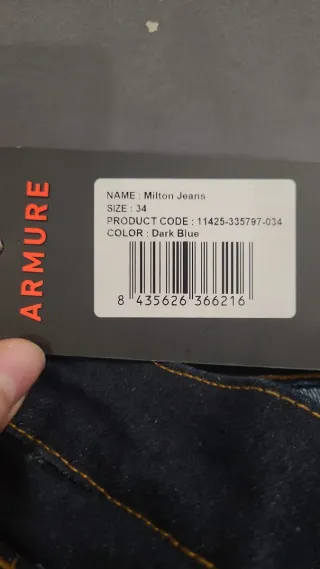 ARMURE
NAME : Milton Jeans
SIZE : 34
PRODUCT CODE : 11425-335797-034
COLOR : Dark Blue
8 435626 366216